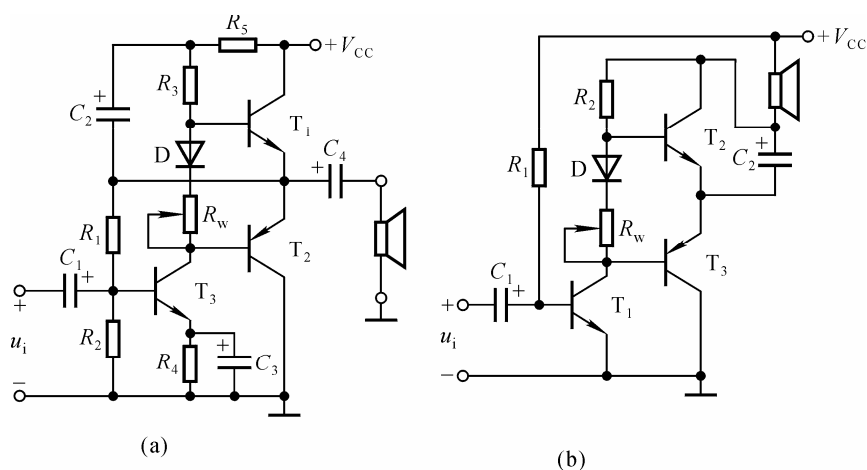 R5
+VCC
R3
C2
+
Ti
D
C4
+
Rw
R1
T2
C1
+
T3
+
ui
R2
R4
+
C3
−
(a)
+VCC
R2
T2
+
C2
R1
D
Rw
T3
C1
+
T1
+
ui
−
(b)